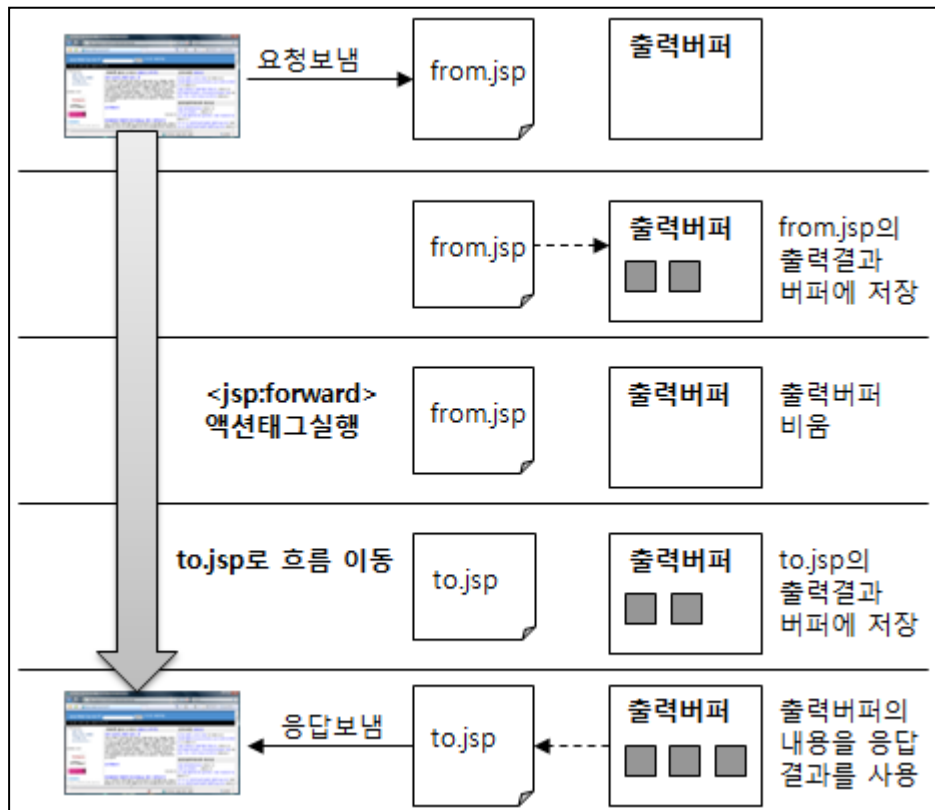 요청보냄
from.jsp
출력버퍼
from.jsp
출력버퍼
from.jsp의
출력결과
버퍼에 저장
<jsp:forward>
액션태그실행
from.jsp
출력버퍼
출력버퍼
비움
to.jsp로 흐름 이동
to.jsp
출력버퍼
to.jsp의
출력결과
버퍼에 저장
응답보냄
to.jsp
출력버퍼
출력버퍼의
내용을 응답
결과를 사용